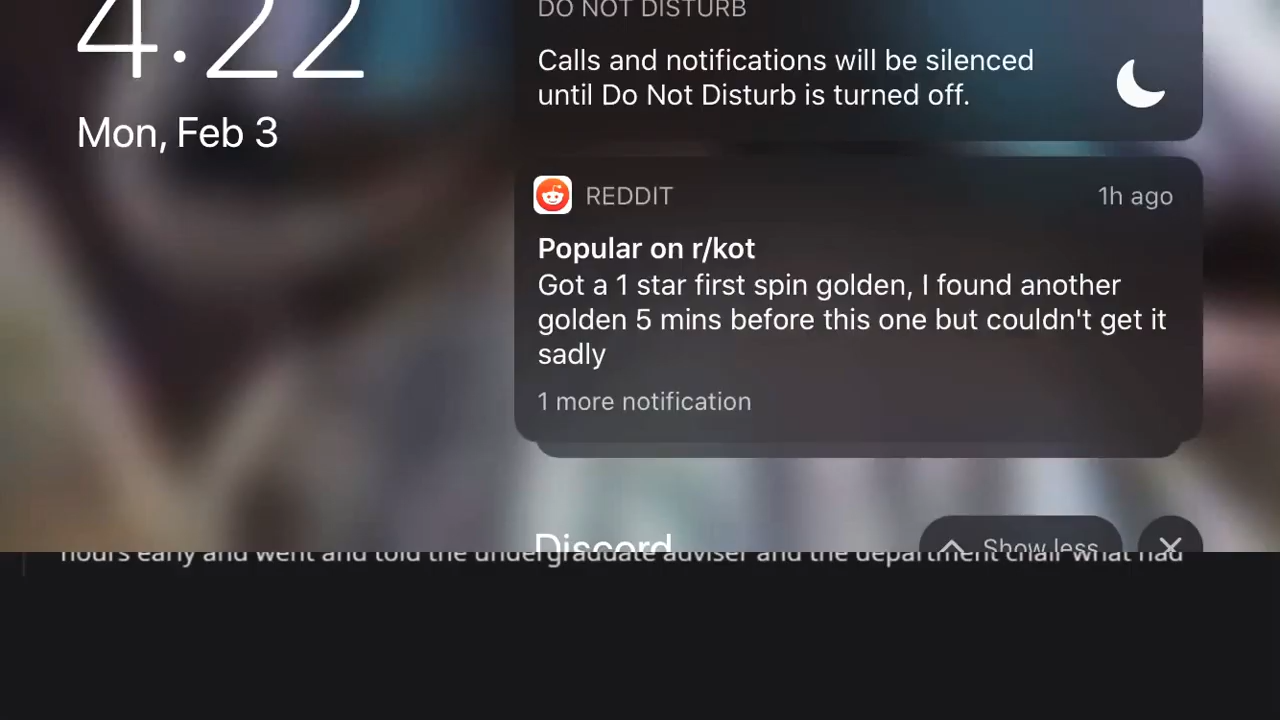 4:22
Mon, Feb 3
DO NOT DISTURB
Calls and notifications will be silenced
until Do Not Disturb is turned off.
REDDIT 1h ago
Popular on r/kot
Got a 1 star first spin golden, I found another
golden 5 mins before this one but couldn't get it
sadly
1 more notification
Discord Show less
hours early and went and told the undergraduate adviser and the department chair what had